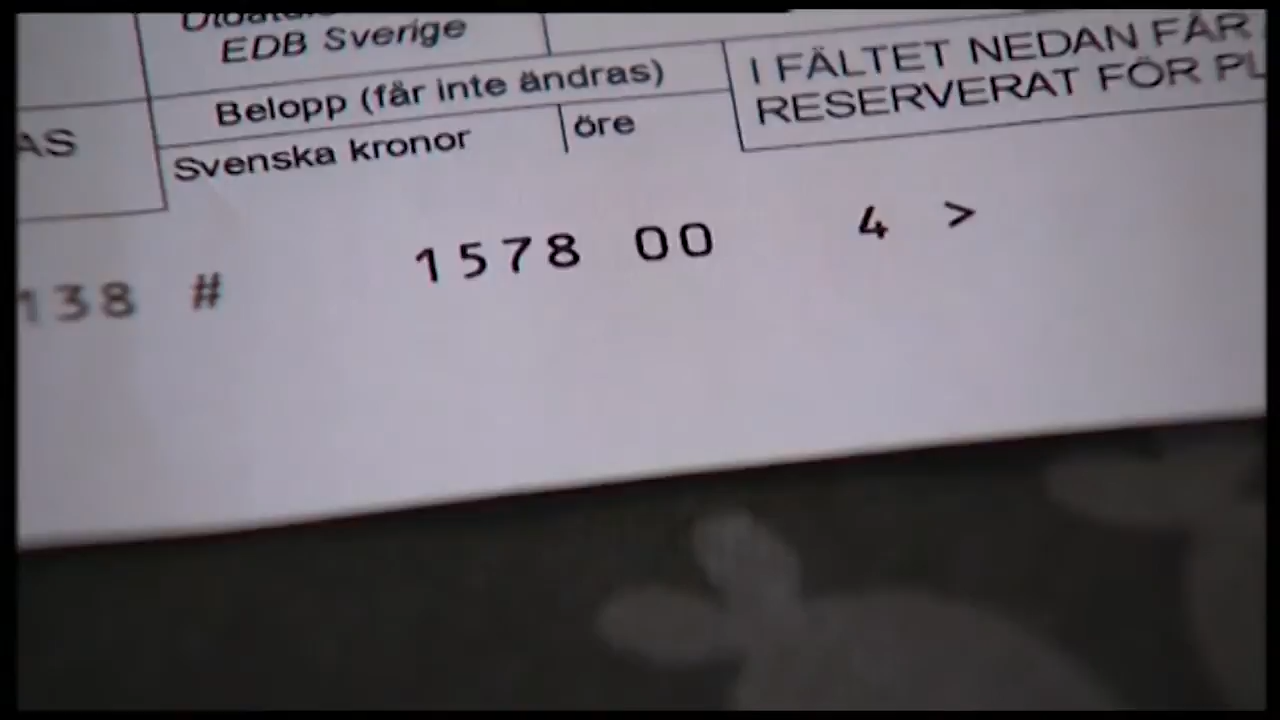 EDB Sverige
Belopp (får inte ändras)
Svenska kronor öre
I FÄLTET NEDAN FÅR
RESERVERAT FÖR PL
AS
138 # 1578 00 4 >